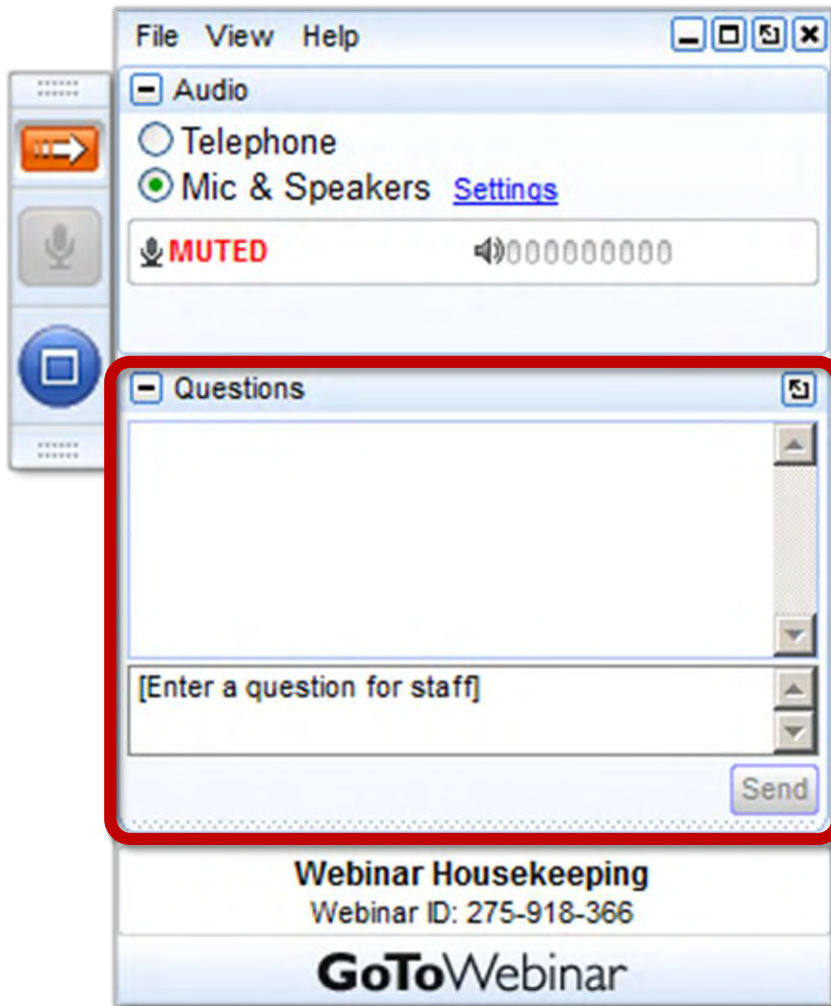 File View Help
Audio
Telephone
Mic & Speakers Settings
MUTED
Questions
[Enter a question for staff]
Send
Webinar Housekeeping
Webinar ID: 275-918-366
GoToWebinar